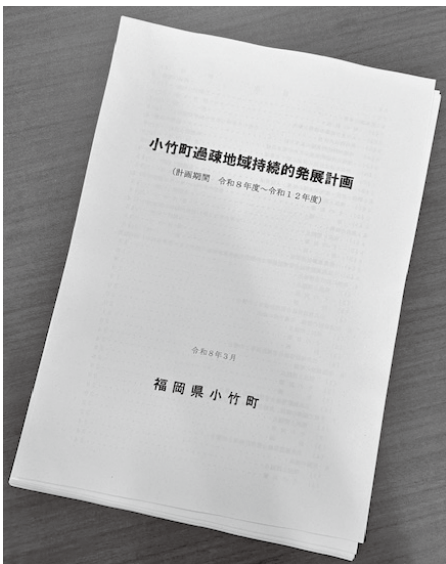 小竹町過疎地域持続的発展計画
(計画期間　令和８年度～令和１２年度)
令和８年３月
福岡県小竹町